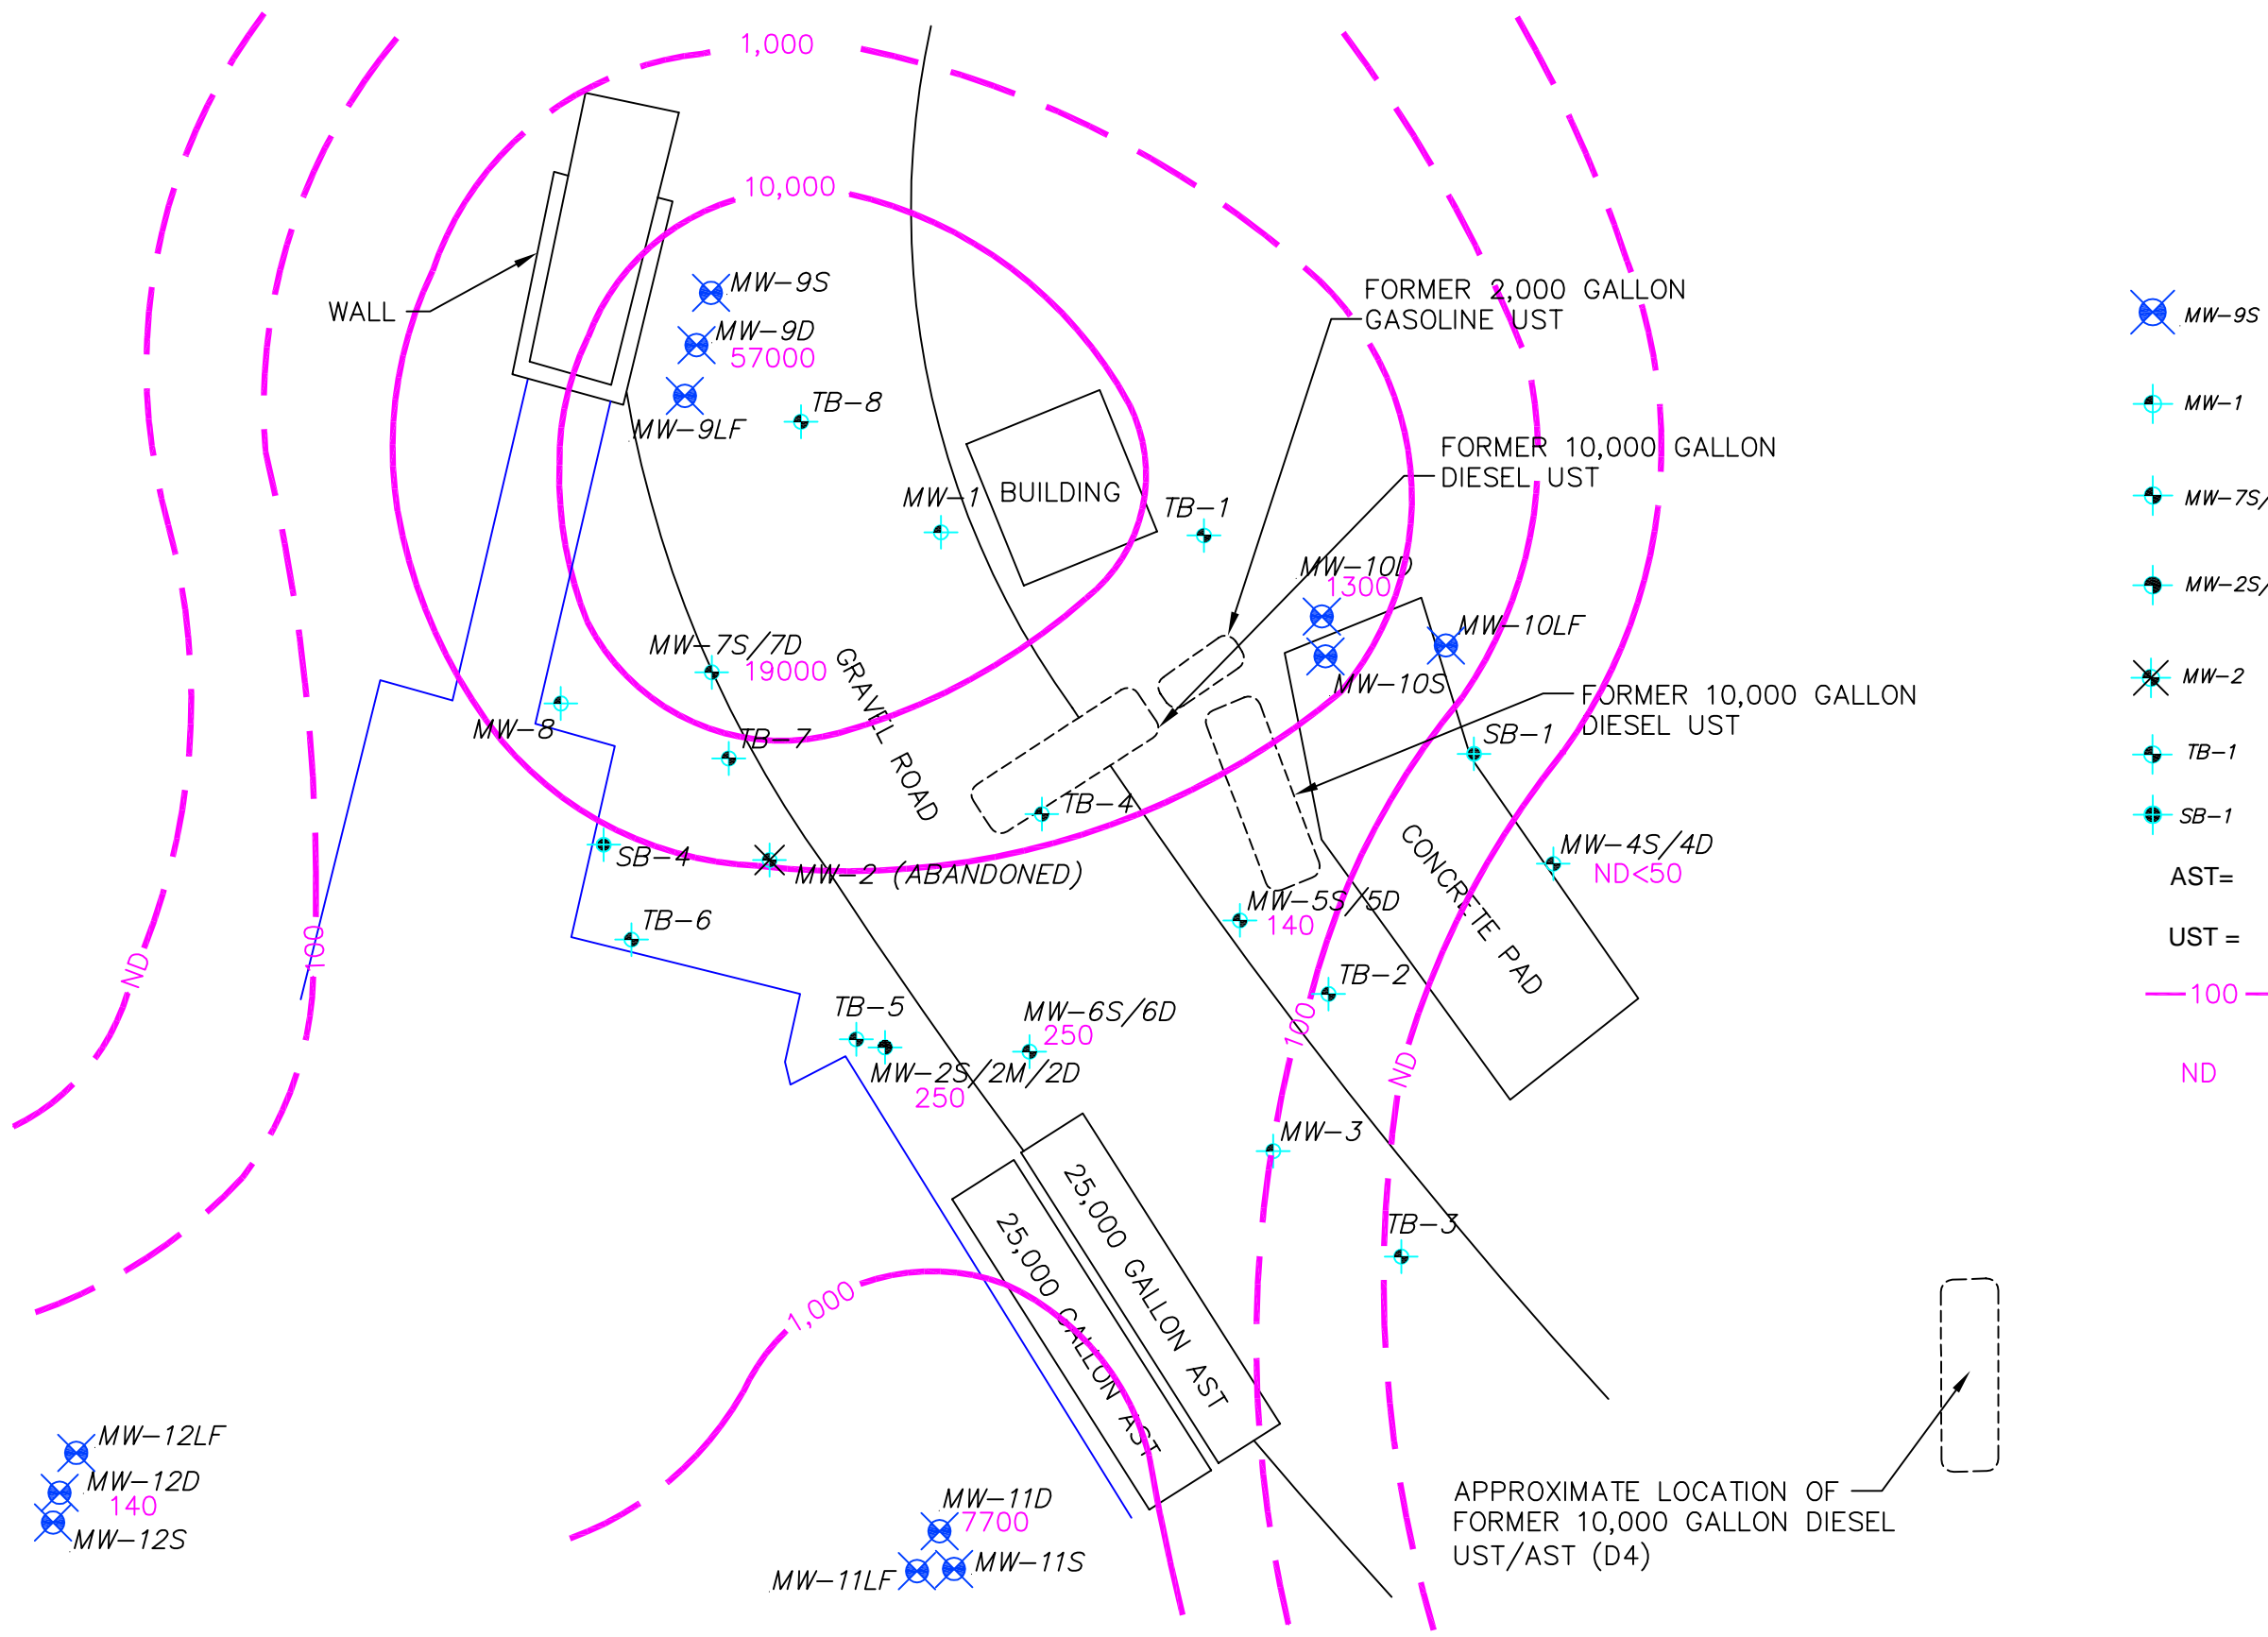 1,000
10,000
MW-9S
MW-9D
57000
WALL
MW-9LF
TB-8
FORMER 2,000 GALLON
GASOLINE UST
FORMER 10,000 GALLON
DIESEL UST
MW-1
BUILDING
TB-1
MW-10D
1300
MW-10LF
MW-10S
MW-7S/7D
19000
GRAVEL ROAD
MW-8
TB-7
FORMER 10,000 GALLON
DIESEL UST
SB-1
TB-4
SB-4
MW-2 (ABANDONED)
CONCRETE PAD
MW-4S/4D
ND<50
MW-5S/5D
140
TB-6
ND
100
TB-2
TB-5
MW-6S/6D
250
MW-2S/2M/2D
250
100
ND
MW-3
TB-3
25,000 GALLON AST
25,000 GALLON AST
1,000
MW-12LF
MW-12D
140
MW-12S
MW-11D
7700
MW-11LF
MW-11S
APPROXIMATE LOCATION OF
FORMER 10,000 GALLON DIESEL
UST/AST (D4)
MW-9S
MW-1
MW-7S/
MW-2S/
MW-2
TB-1
SB-1
AST=
UST =
100
ND